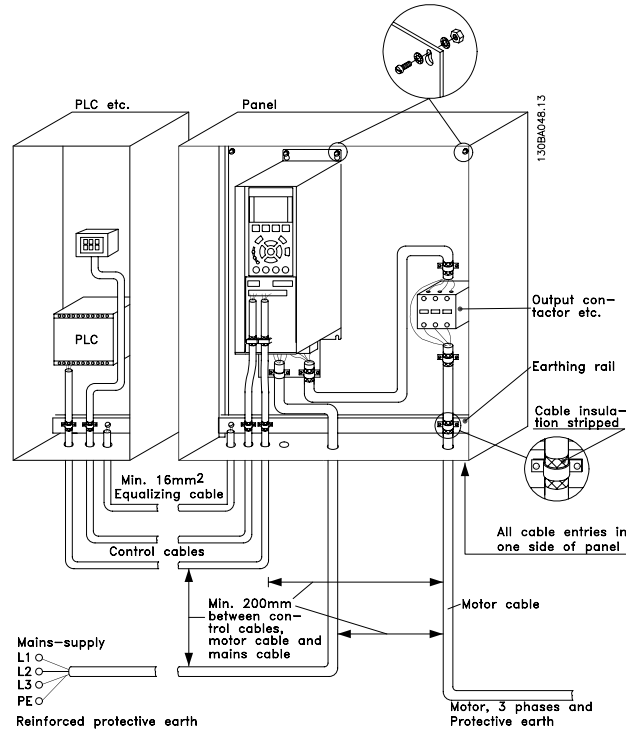 130BA048.13
PLC etc.
Panel
PLC
Output con-
tactor etc.
Earthing rail
Cable insula-
tion stripped
Min. 16mm2
Equalizing cable
All cable entries in
one side of panel
Control cables
Min. 200mm
between con-
trol cables,
motor cable and
mains cable
Motor cable
Mains-supply
L1
L2
L3
PE
Reinforced protective earth
Motor, 3 phases and
Protective earth